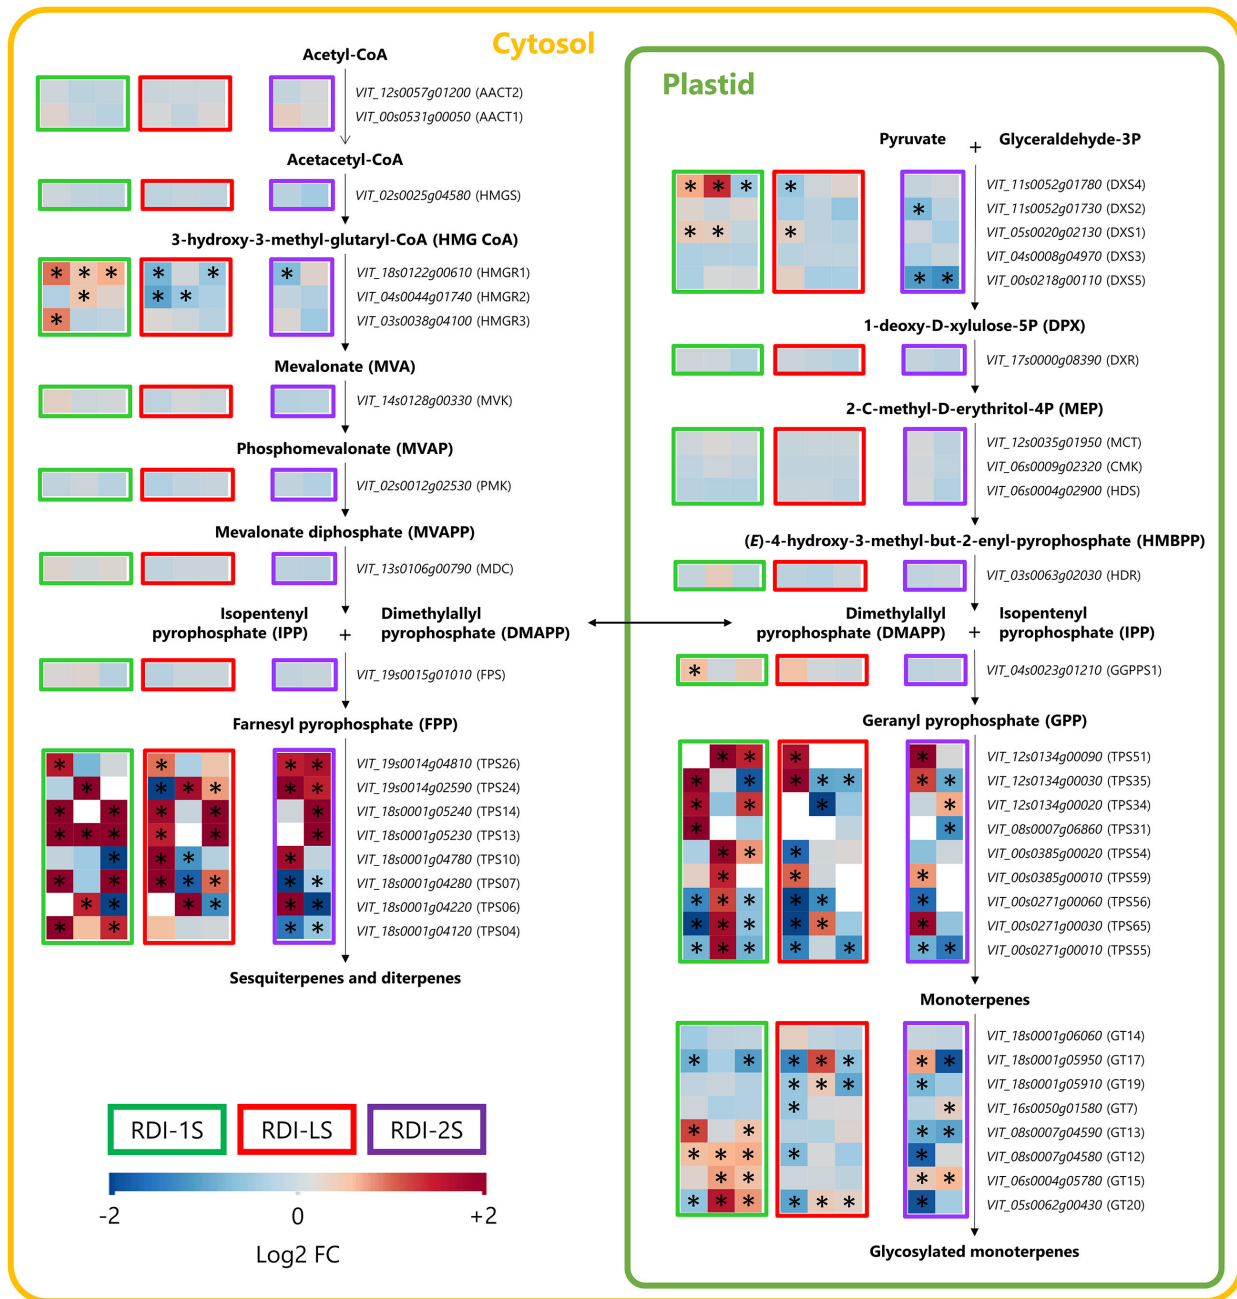 Cytosol
Acetyl-CoA
VIT_12s0057g01200 (AACT2)
VIT_00s0531g00050 (AACT1)
Acetacetyl-CoA
VIT_02s0025g04580 (HMGS)
3-hydroxy-3-methyl-glutaryl-CoA (HMG CoA)
VIT_18s0122g00610 (HMGR1)
VIT_04s0044g01740 (HMGR2)
VIT_03s0038g04100 (HMGR3)
Mevalonate (MVA)
VIT_14s0128g00330 (MVK)
Phosphomevalonate (MVAP)
VIT_02s0012g02530 (PMK)
Mevalonate diphosphate (MVAPP)
VIT_13s0106g00790 (MDC)
Isopentenyl
pyrophosphate (IPP)
+
Dimethylallyl
pyrophosphate (DMAPP)
VIT_19s0015g01010 (FPS)
Farnesyl pyrophosphate (FPP)
VIT_19s0014g04810 (TPS26)
VIT_19s0014g02590 (TPS24)
VIT_18s0001g05240 (TPS14)
VIT_18s0001g05230 (TPS13)
VIT_18s0001g04780 (TPS10)
VIT_18s0001g04280 (TPS07)
VIT_18s0001g04220 (TPS06)
VIT_18s0001g04120 (TPS04)
Sesquiterpenes and diterpenes
RDI-1S
RDI-LS
RDI-2S
-2
0
+2
Log2 FC
Plastid
Pyruvate
+
Glyceraldehyde-3P
VIT_11s0052g01780 (DXS4)
VIT_11s0052g01730 (DXS2)
VIT_05s0020g02130 (DXS1)
VIT_04s0008g04970 (DXS3)
VIT_00s0218g00110 (DXS5)
1-deoxy-D-xylulose-5P (DPX)
VIT_17s0000g08390 (DXR)
2-C-methyl-D-erythritol-4P (MEP)
VIT_12s0035g01950 (MCT)
VIT_06s0009g02320 (CMK)
VIT_06s0004g02900 (HDS)
(E)-4-hydroxy-3-methyl-but-2-enyl-pyrophosphate (HMBPP)
VIT_03s0063g02030 (HDR)
Dimethylallyl
pyrophosphate (DMAPP)
+
Isopentenyl
pyrophosphate (IPP)
VIT_04s0023g01210 (GGPPS1)
Geranyl pyrophosphate (GPP)
VIT_12s0134g00090 (TPS51)
VIT_12s0134g00030 (TPS35)
VIT_12s0134g00020 (TPS34)
VIT_08s0007g06860 (TPS31)
VIT_00s0385g00020 (TPS54)
VIT_00s0385g00010 (TPS59)
VIT_00s0271g00060 (TPS56)
VIT_00s0271g00030 (TPS65)
VIT_00s0271g00010 (TPS55)
Monoterpenes
VIT_18s0001g06060 (GT14)
VIT_18s0001g05950 (GT17)
VIT_18s0001g05910 (GT19)
VIT_16s0050g01580 (GT7)
VIT_08s0007g04590 (GT13)
VIT_08s0007g04580 (GT12)
VIT_06s0004g05780 (GT15)
VIT_05s0062g00430 (GT20)
Glycosylated monoterpenes